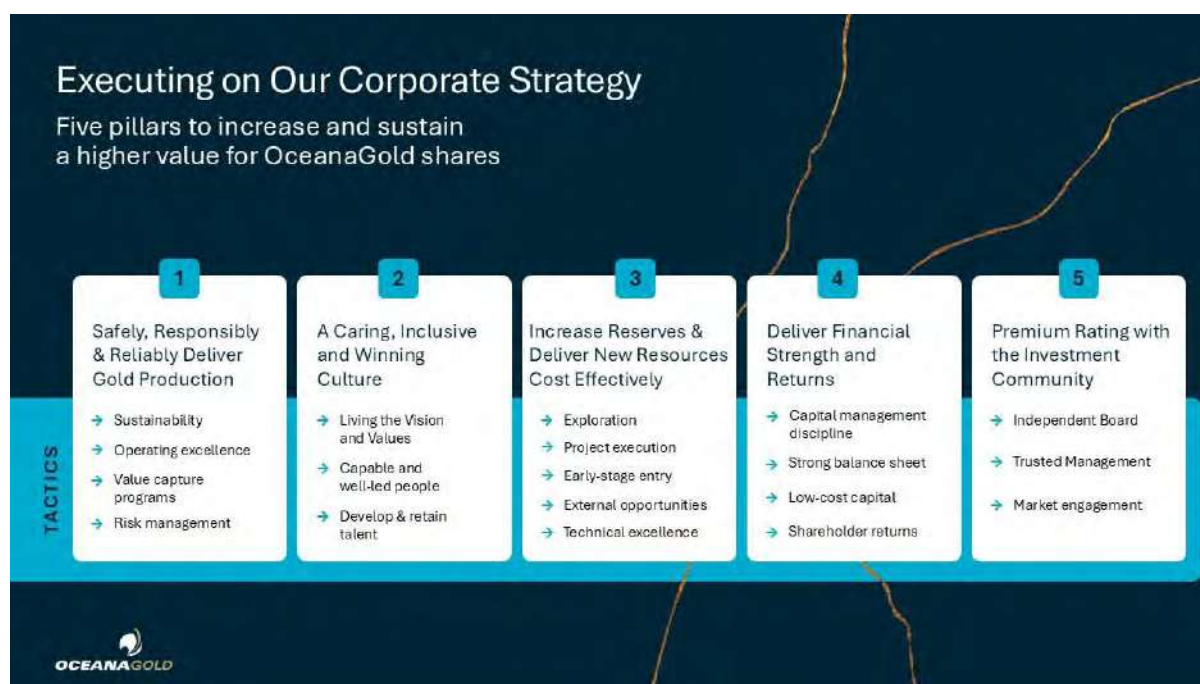 Executing on Our Corporate Strategy
Five pillars to increase and sustain
a higher value for OceanaGold shares
TACTICS
1
Safely, Responsibly
& Reliably Deliver
Gold Production
→ Sustainability
→ Operating excellence
→ Value capture
programs
→ Risk management
2
A Caring, Inclusive
and Winning
Culture
→ Living the Vision
and Values
→ Capable and
well-led people
→ Develop & retain
talent
3
Increase Reserves &
Deliver New Resources
Cost Effectively
→ Exploration
→ Project execution
→ Early-stage entry
→ External opportunities
→ Technical excellence
4
Deliver Financial
Strength and
Returns
→ Capital management
discipline
→ Strong balance sheet
→ Low-cost capital
→ Shareholder returns
5
Premium Rating with
the Investment
Community
→ Independent Board
→ Trusted Management
→ Market engagement
OCEANAGOLD